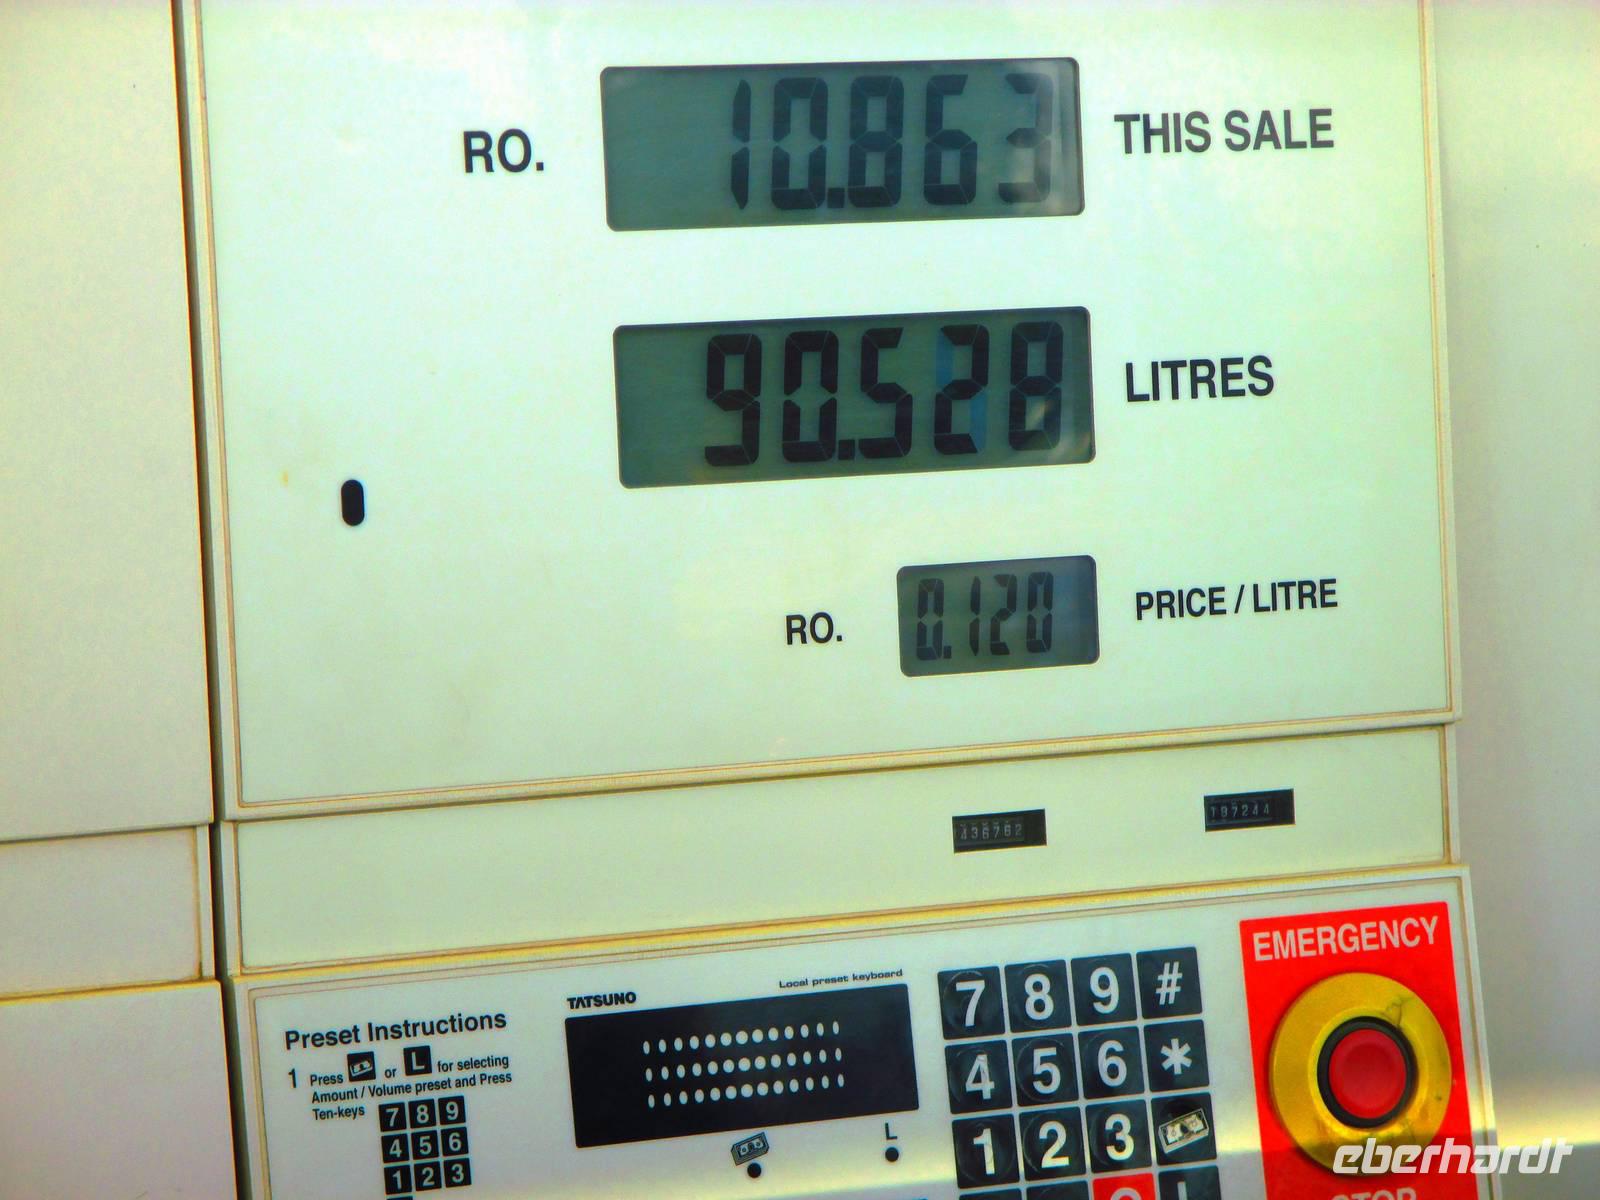 RO. 10.863 THIS SALE
90.528 LITRES
RO. 0.120 PRICE / LITRE
436762 197244
EMERGENCY
Local preset keyboard
TATSUNO
Preset Instructions
1 Press or L for selecting
Amount / Volume preset and Press
Ten-keys
7 8 9
4 5 6
1 2 3
L
7 8 9 #
4 5 6 *
1 2 3
STOP
eberhardt